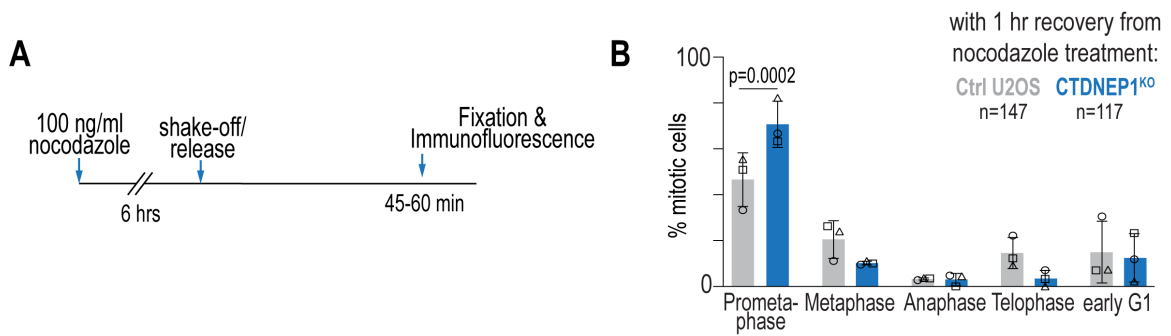 A
100 ng/ml
nocodazole
shake-off/
release
Fixation &
Immunofluorescence
6 hrs
45-60 min
B
with 1 hr recovery from
nocodazole treatment:
Ctrl U2OS CTDNEP1ᴷᴼ
n=147 n=117
% mitotic cells
100
0
p=0.0002
Prometa-
phase
Metaphase
Anaphase
Telophase
early G1